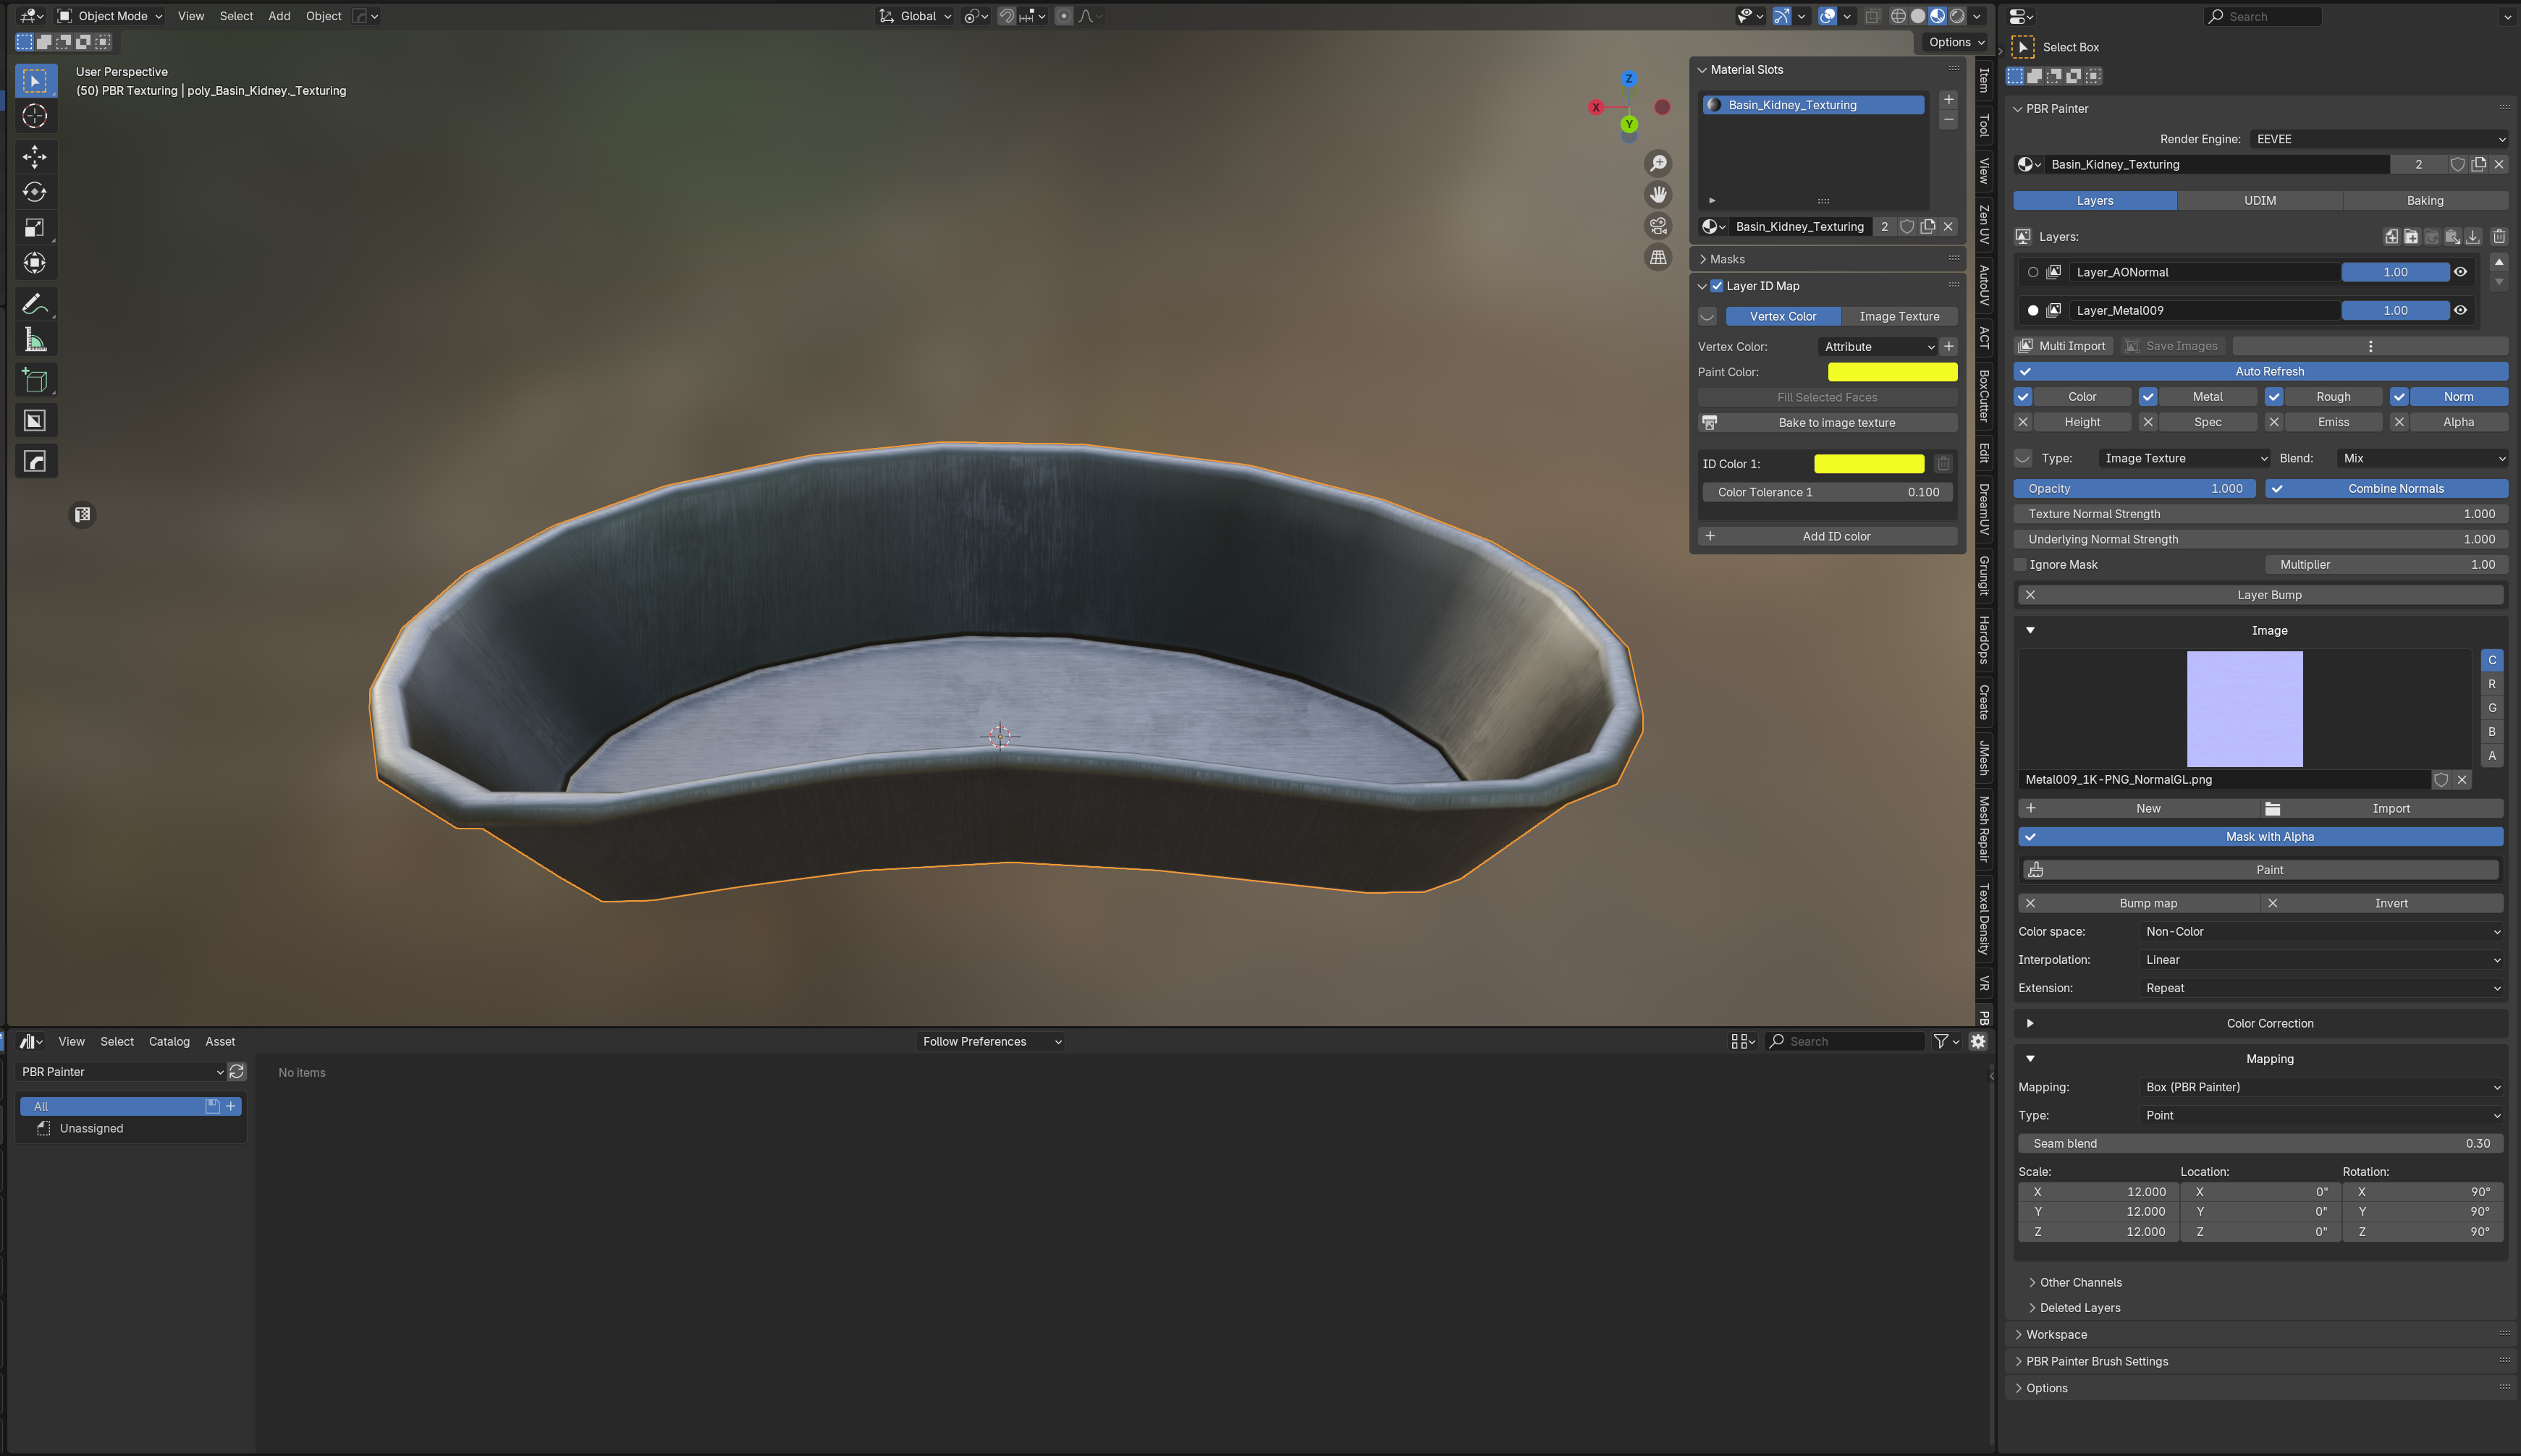 Object Mode View Select Add Object Global
Options
User Perspective
(50) PBR Texturing | poly_Basin_Kidney._Texturing
Z
X
Y
Material Slots
Basin_Kidney_Texturing
Basin_Kidney_Texturing 2
Masks
Layer ID Map
Vertex Color Image Texture
Vertex Color: Attribute
Paint Color:
Fill Selected Faces
Bake to image texture
ID Color 1:
Color Tolerance 1 0.100
Add ID color
Item
Tool
View
Zen UV
AutoUV
ACT
BoxCutter
Edit
DreamUV
Grungit
HardOps
Create
JMesh
Mesh Repair
Texel Density
VR
PB
Search
Select Box
PBR Painter
Render Engine: EEVEE
Basin_Kidney_Texturing 2
Layers UDIM Baking
Layers:
Layer_AONormal 1.00
Layer_Metal009 1.00
Multi Import Save Images
Auto Refresh
Color Metal Rough Norm
Height Spec Emiss Alpha
Type: Image Texture Blend: Mix
Opacity 1.000 Combine Normals
Texture Normal Strength 1.000
Underlying Normal Strength 1.000
Ignore Mask Multiplier 1.00
Layer Bump
Image
C
R
G
B
A
Metal009_1K-PNG_NormalGL.png
New Import
Mask with Alpha
Paint
Bump map Invert
Color space: Non-Color
Interpolation: Linear
Extension: Repeat
Color Correction
Mapping
Mapping: Box (PBR Painter)
Type: Point
Seam blend 0.30
Scale: Location: Rotation:
X 12.000 X 0" X 90°
Y 12.000 Y 0" Y 90°
Z 12.000 Z 0" Z 90°
Other Channels
Deleted Layers
Workspace
PBR Painter Brush Settings
Options
View Select Catalog Asset Follow Preferences Search
PBR Painter
No items
All
Unassigned